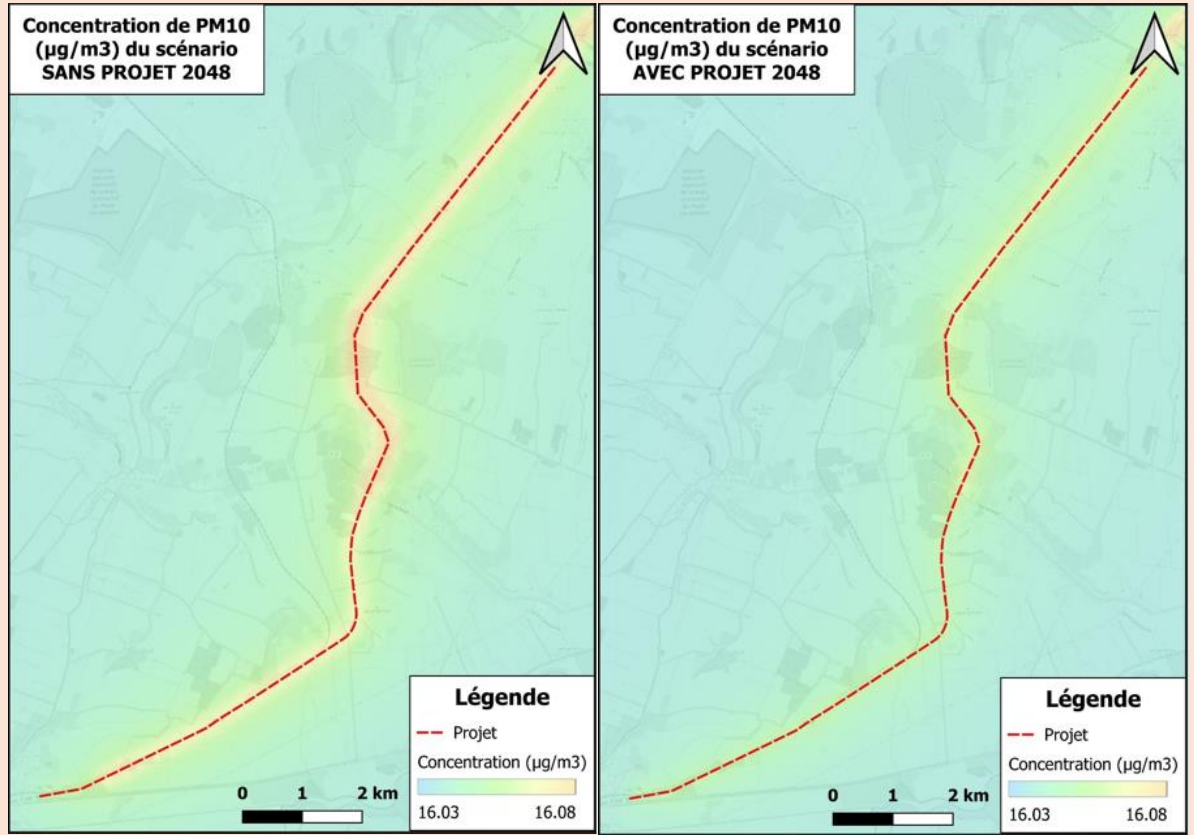 Concentration de PM10
(µg/m3) du scénario
SANS PROJET 2048
Légende
Projet
Concentration (µg/m3)
16.03 16.08
0 1 2 km
Concentration de PM10
(µg/m3) du scénario
AVEC PROJET 2048
Légende
Projet
Concentration (µg/m3)
16.03 16.08
0 1 2 km